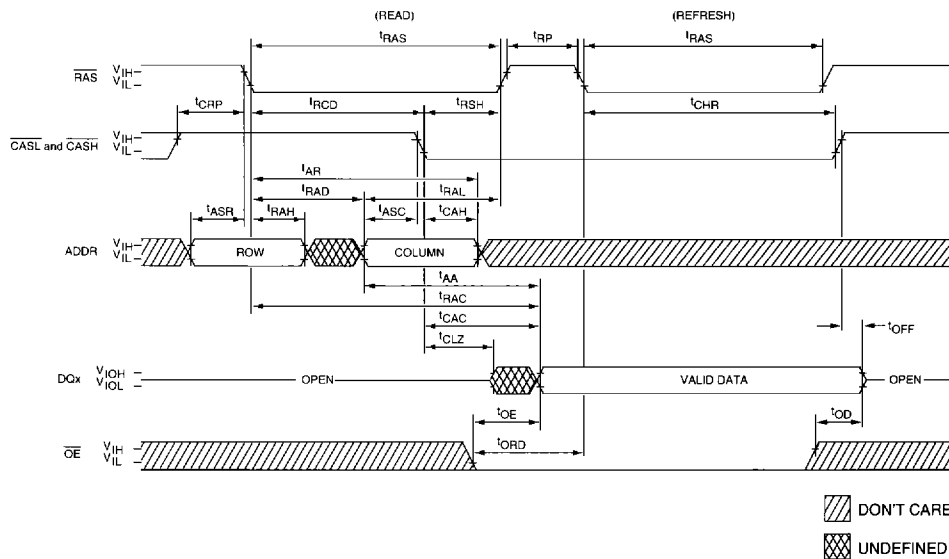 (READ) (REFRESH)
tRAS tRP tRAS
RAS VIH VIL
tCRP tRCD tRSH tCHR
CASL and CASH VIH VIL
tAR
tRAD tRAL
tASR tRAH tASC tCAH
ADDR VIH VIL ROW COLUMN
tAA
tRAC
tCAC
tOFF
tCLZ
DQx VIOH VIOL OPEN VALID DATA OPEN
tOE tOD
tORD
OE VIH VIL
DON'T CARE
UNDEFINED